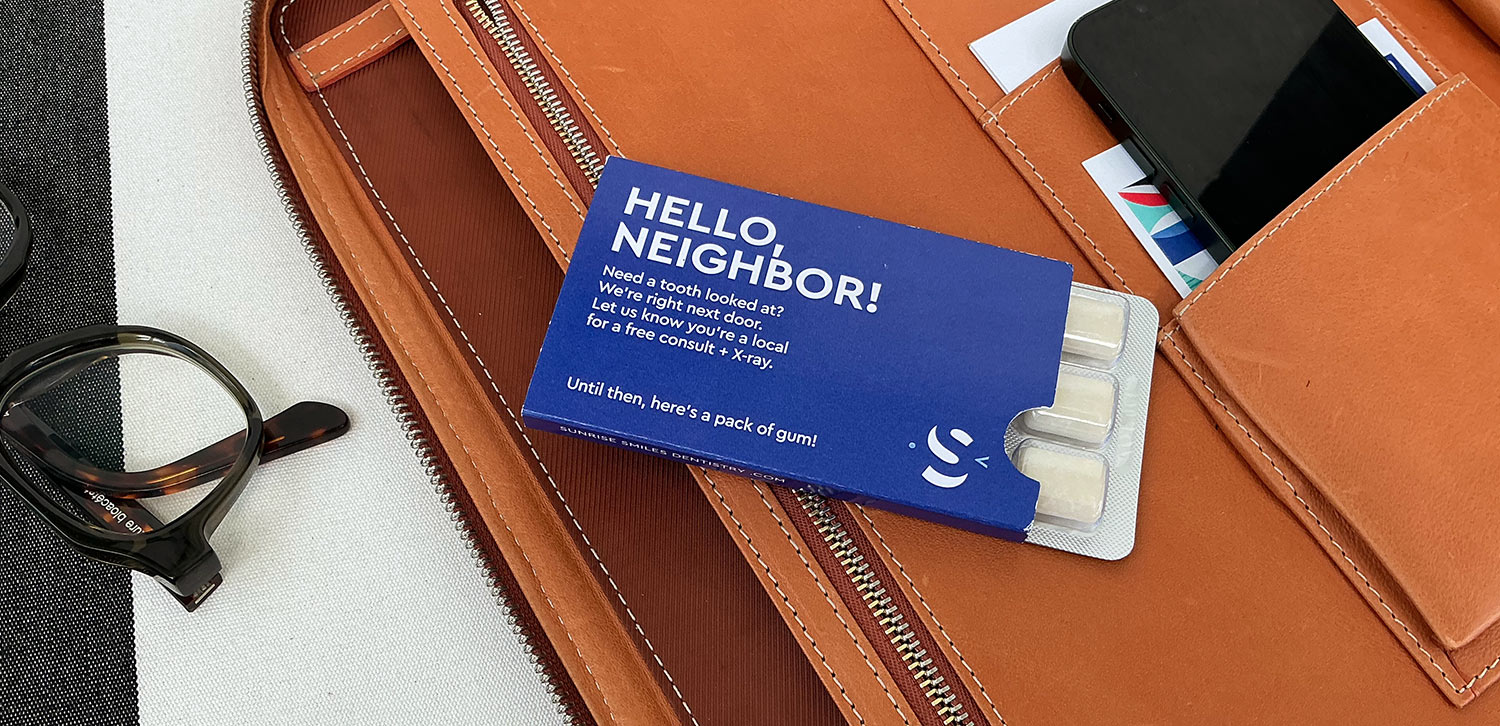 HELLO,
NEIGHBOR!
Need a tooth looked at?
We're right next door.
Let us know you're a local
for a free consult + X-ray.
Until then, here's a pack of gum!
S
SUNRISE SMILES DENTISTRY .COM